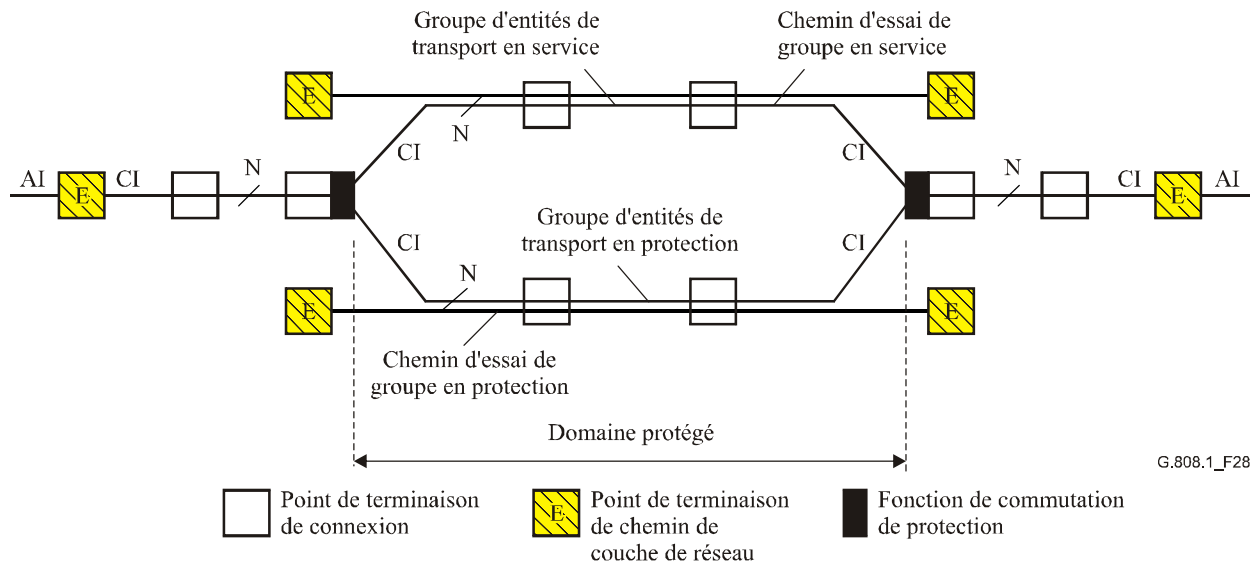 Groupe d'entités de
transport en service
Chemin d'essai de
groupe en service
E
E
N
CI
CI
AI
E
CI
N
N
CI
E
AI
Groupe d'entités de
transport en protection
CI
CI
N
E
E
Chemin d'essai de
groupe en protection
Domaine protégé
G.808.1_F28
Point de terminaison
de connexion
E
Point de terminaison
de chemin de
couche de réseau
Fonction de commutation
de protection